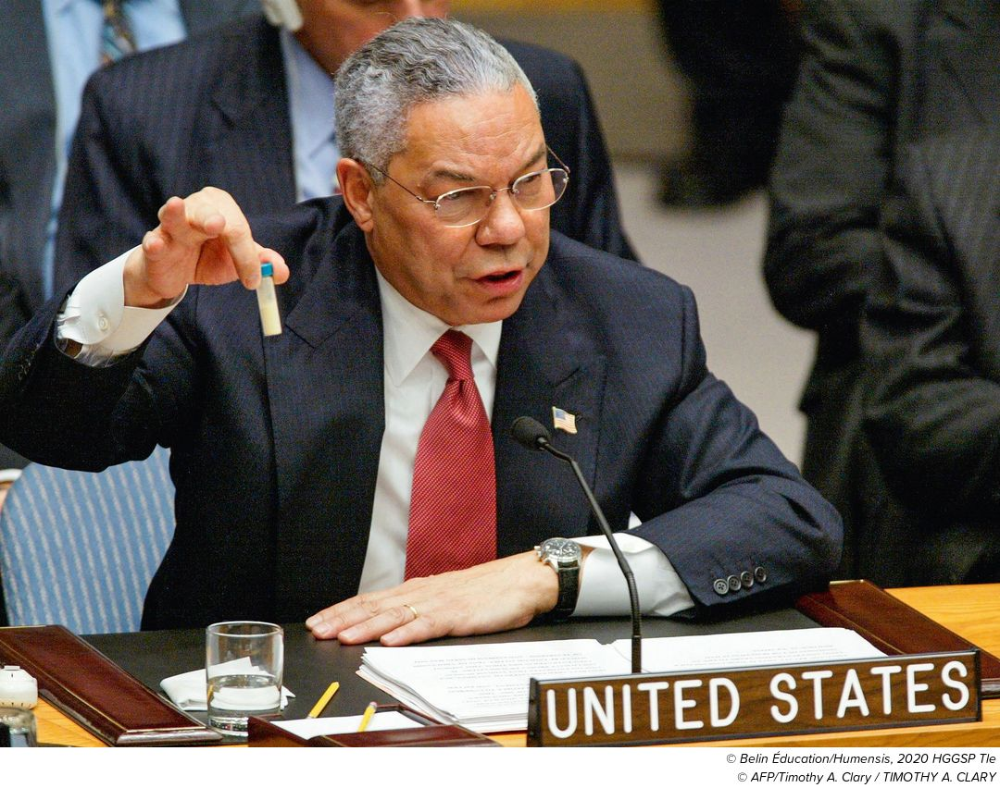 UNITED STATES
© Belin Éducation/Humensis, 2020 HGGSP Tle
© AFP/Timothy A. Clary / TIMOTHY A. CLARY